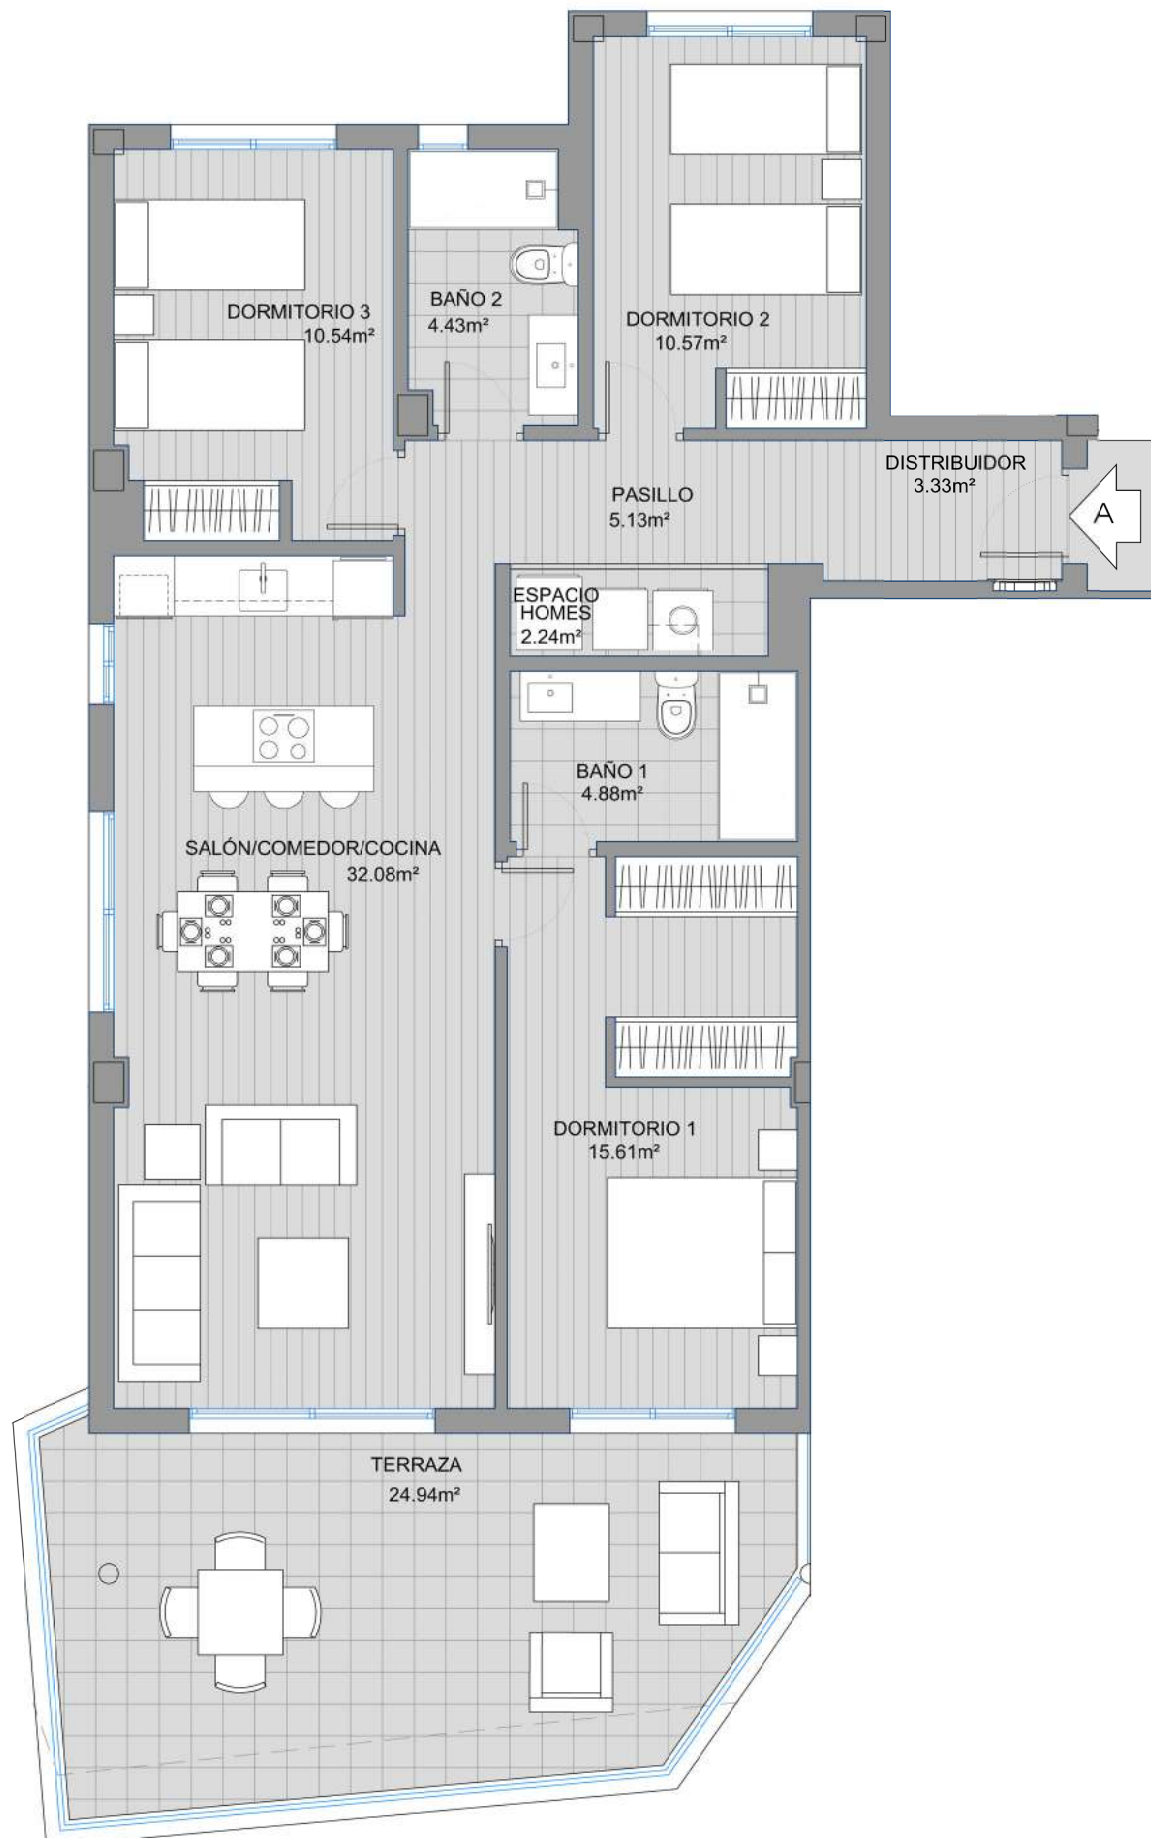 DORMITORIO 3
10.54m²
BAÑO 2
4.43m²
DORMITORIO 2
10.57m²
DISTRIBUIDOR
3.33m²
A
PASILLO
5.13m²
ESPACIO
HOMES
2.24m²
BAÑO 1
4.88m²
SALÓN/COMEDOR/COCINA
32.08m²
DORMITORIO 1
15.61m²
TERRAZA
24.94m²